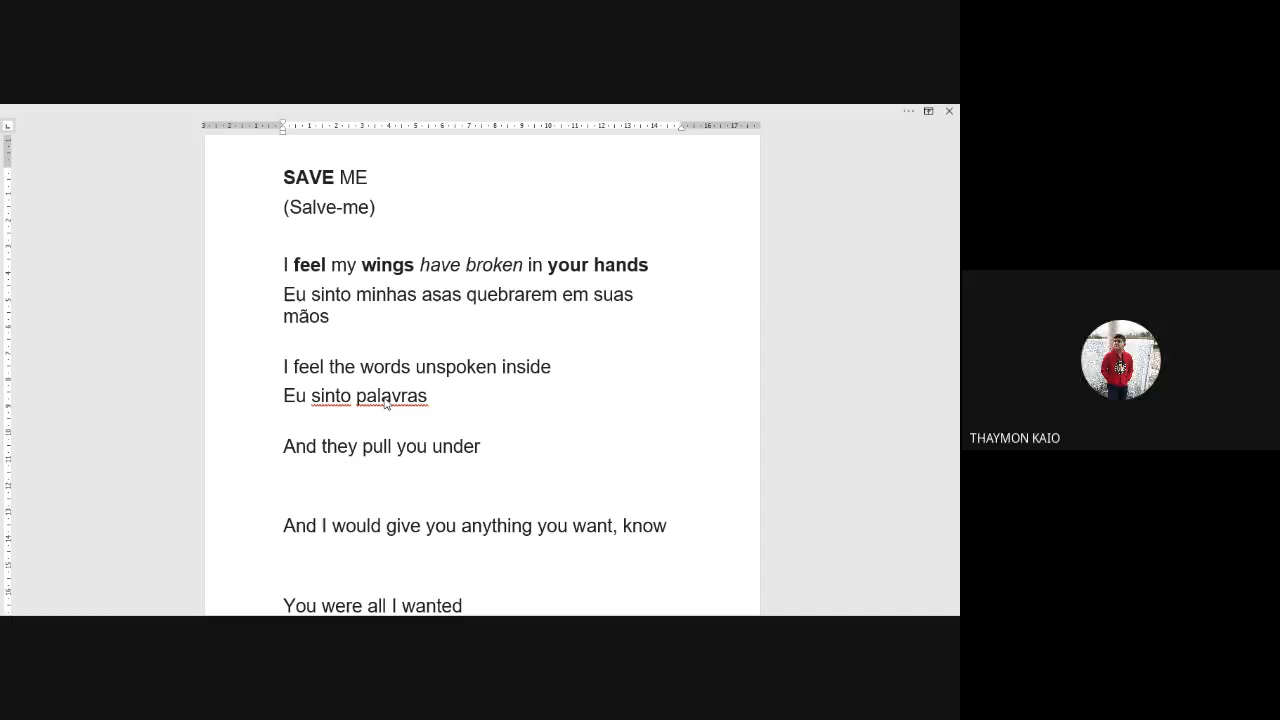 SAVE ME
(Salve-me)
I feel my wings have broken in your hands
Eu sinto minhas asas quebrarem em suas
mãos
I feel the words unspoken inside
Eu sinto palavras
And they pull you under
And I would give you anything you want, know
You were all I wanted
THAYMON KAIO